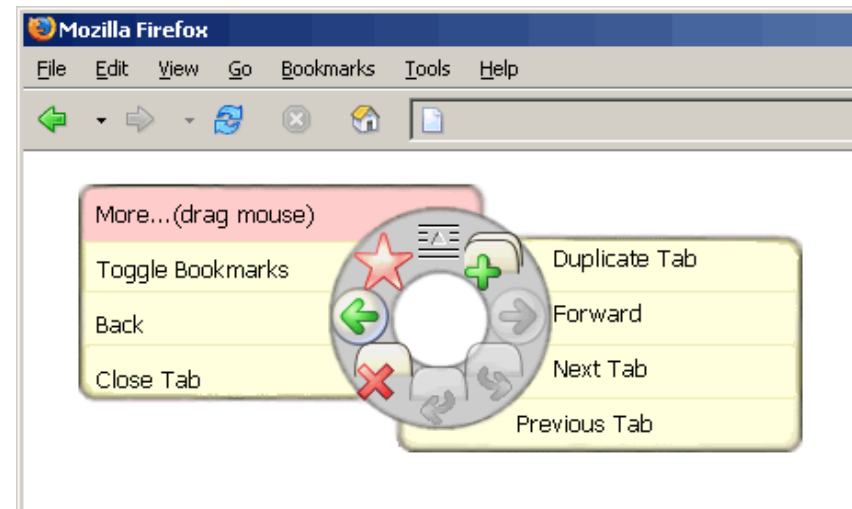 Mozilla Firefox
File Edit View Go Bookmarks Tools Help
More...(drag mouse)
Toggle Bookmarks
Back
Close Tab
Duplicate Tab
Forward
Next Tab
Previous Tab